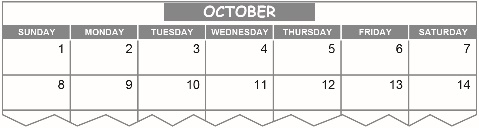 OCTOBER
SUNDAY MONDAY TUESDAY WEDNESDAY THURSDAY FRIDAY SATURDAY
1 2 3 4 5 6 7
8 9 10 11 12 13 14